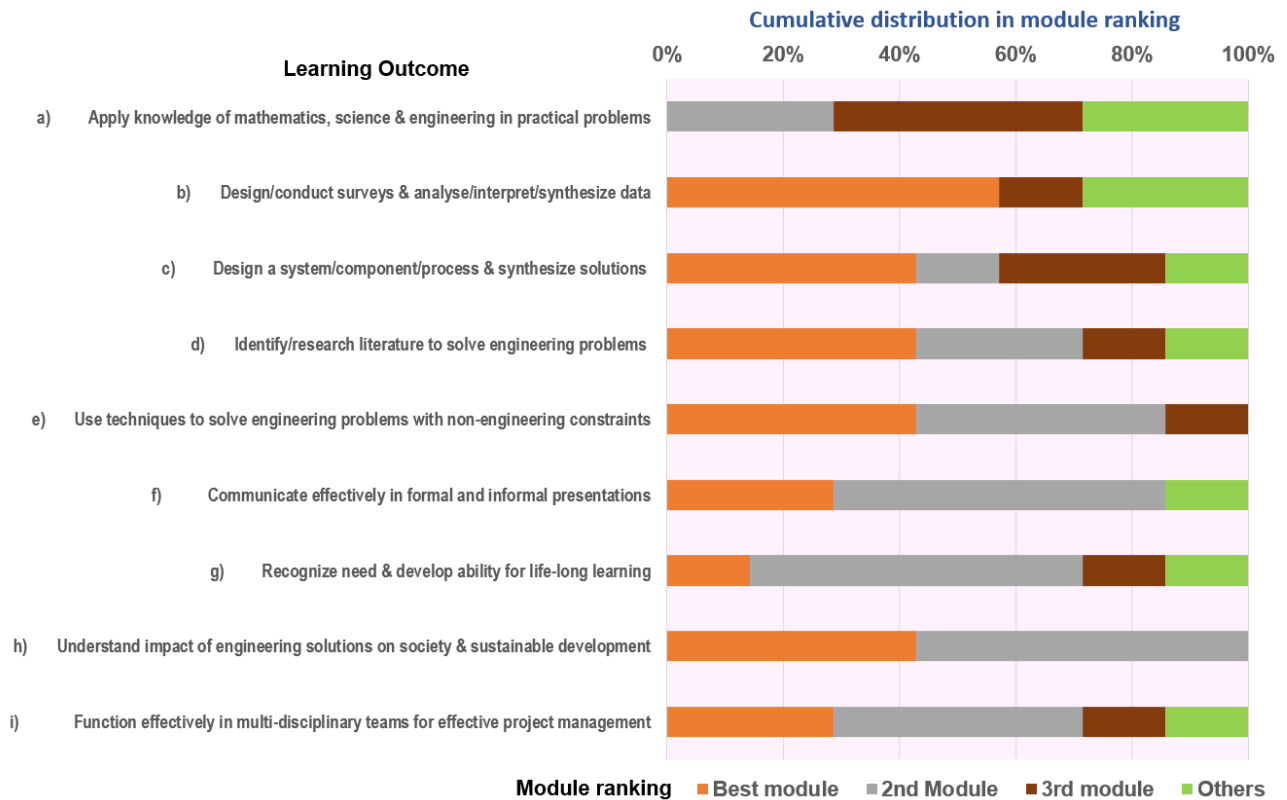 Cumulative distribution in module ranking
0% 20% 40% 60% 80% 100%
Learning Outcome
a) Apply knowledge of mathematics, science & engineering in practical problems
b) Design/conduct surveys & analyse/interpret/synthesize data
c) Design a system/component/process & synthesize solutions
d) Identify/research literature to solve engineering problems
e) Use techniques to solve engineering problems with non-engineering constraints
f) Communicate effectively in formal and informal presentations
g) Recognize need & develop ability for life-long learning
h) Understand impact of engineering solutions on society & sustainable development
i) Function effectively in multi-disciplinary teams for effective project management
Module ranking Best module 2nd Module 3rd module Others